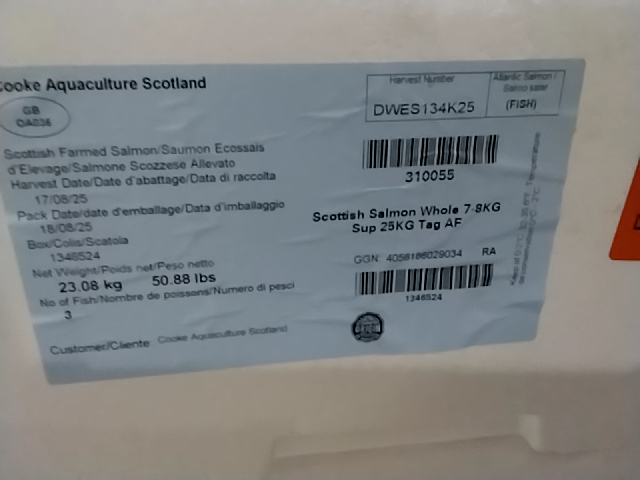 Cooke Aquaculture Scotland
GB
Scottish Farmed Salmon/Saumon Ecossais
d'Elevage/Salmone Scozzese Allevato
Harvest Date/Date d'abattage/Data di raccolta
17/08/25
Pack Date/date d'emballage/Data d'imballaggio
18/08/25
Box/Colis/Scatola
1346524
Net Weight/Poids net/Peso netto
23.08 kg 50.88 lbs
No of Fish/Nombre de poissons/Numero di pesci
3
Customer/Cliente Cooke Aquaculture Scotland
Harvest Number
DWES134K25
Atlantic Salmon /
Salmo salar
(FISH)
310055
Scottish Salmon Whole 7-8KG
Sup 25KG Tag AF
GGN: 4056186029034 RA
1346524